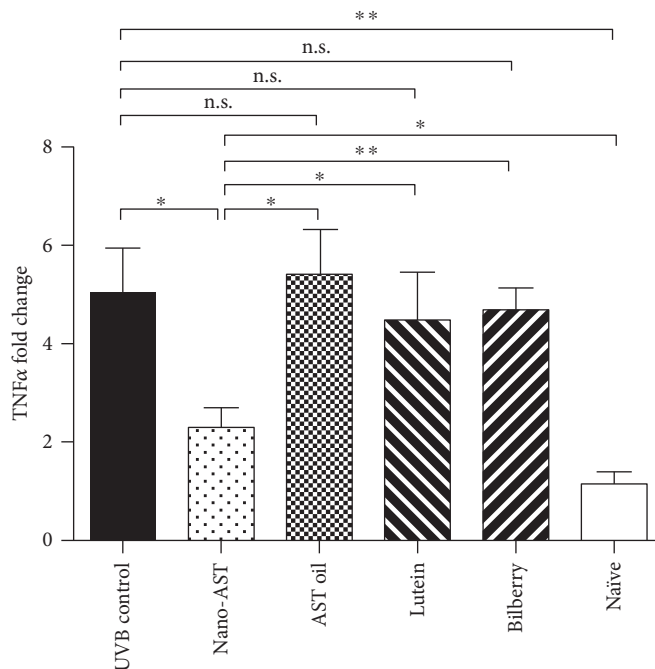 **
n.s.
n.s.
n.s.
*
**
*
*
*
8
6
4
2
0
TNFα fold change
UVB control
Nano-AST
AST oil
Lutein
Bilberry
Naïve